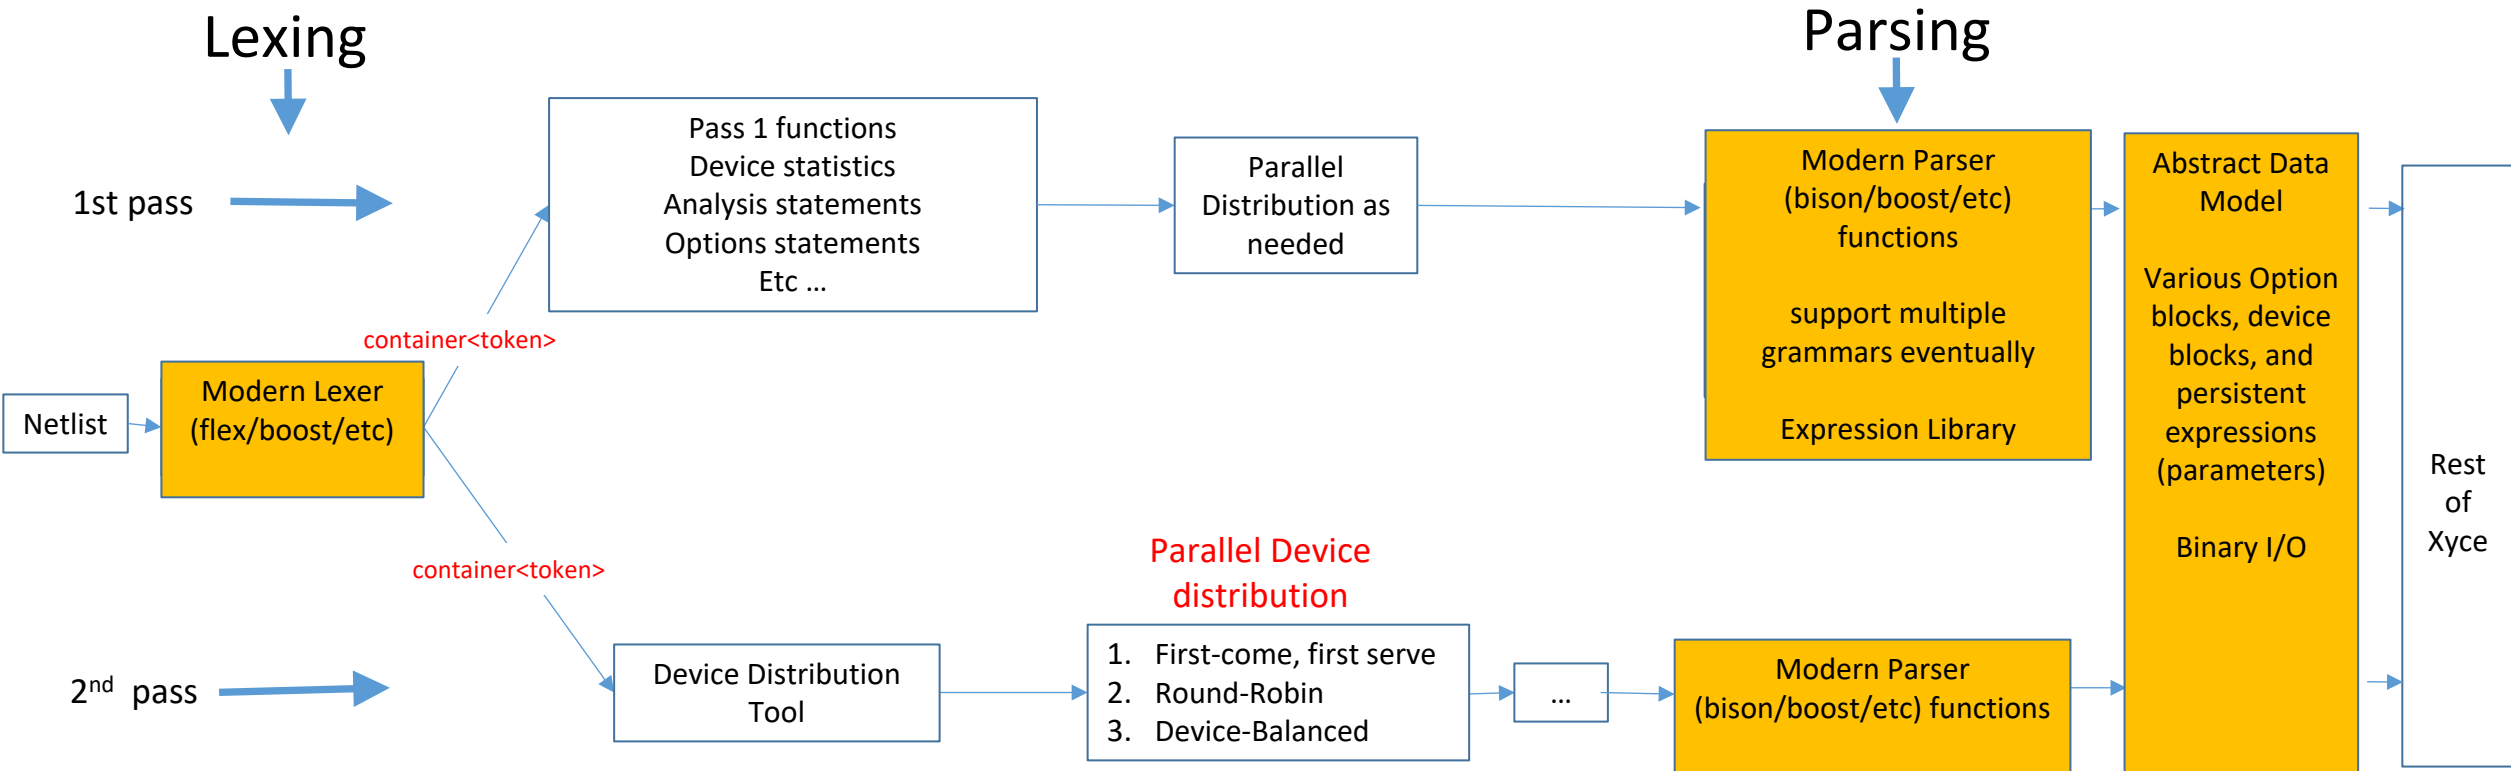 Lexing
Parsing
1st pass
Pass 1 functions
Device statistics
Analysis statements
Options statements
Etc …
Parallel
Distribution as
needed
Modern Parser
(bison/boost/etc)
functions
support multiple
grammars eventually
Expression Library
Abstract Data
Model
Various Option
blocks, device
blocks, and
persistent
expressions
(parameters)
Binary I/O
Rest
of
Xyce
container<token>
Netlist
Modern Lexer
(flex/boost/etc)
container<token>
Parallel Device
distribution
2nd pass
Device Distribution
Tool
1. First-come, first serve
2. Round-Robin
3. Device-Balanced
…
Modern Parser
(bison/boost/etc) functions